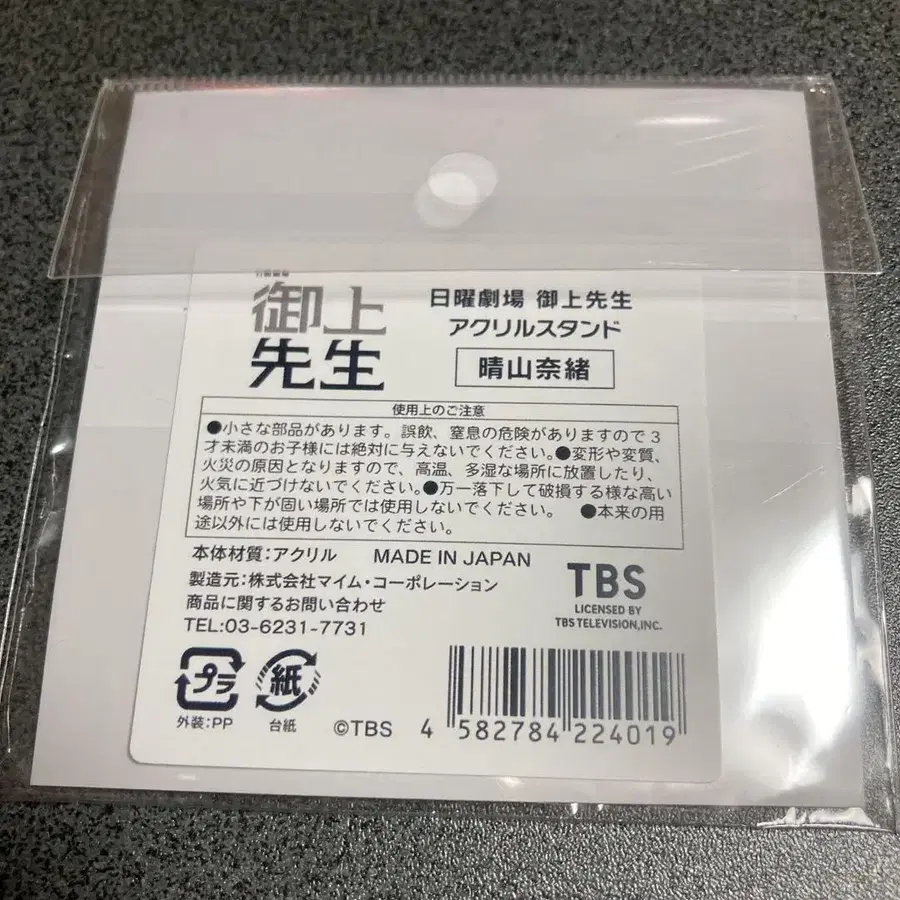 御上
先生
日曜劇場 御上先生
アクリルスタンド
晴山奈緒
使用上のご注意
●小さな部品があります。誤飲、窒息の危険がありますので3
才未満のお子様には絶対に与えないでください。●変形や変質、
火災の原因となりますので、高温、多湿な場所に放置したり、
火気に近づけないでください。●万一落下して破損する様な高い
場所や下が固い場所では使用しないでください。 ●本来の用
途以外には使用しないでください。
本体材質:アクリル MADE IN JAPAN
製造元:株式会社マイム・コーポレーション
商品に関するお問い合わせ
TEL:03-6231-7731
TBS
LICENSED BY
TBS TELEVISION,INC.
プラ
外装:PP
紙
台紙
©TBS
4 582784 224019